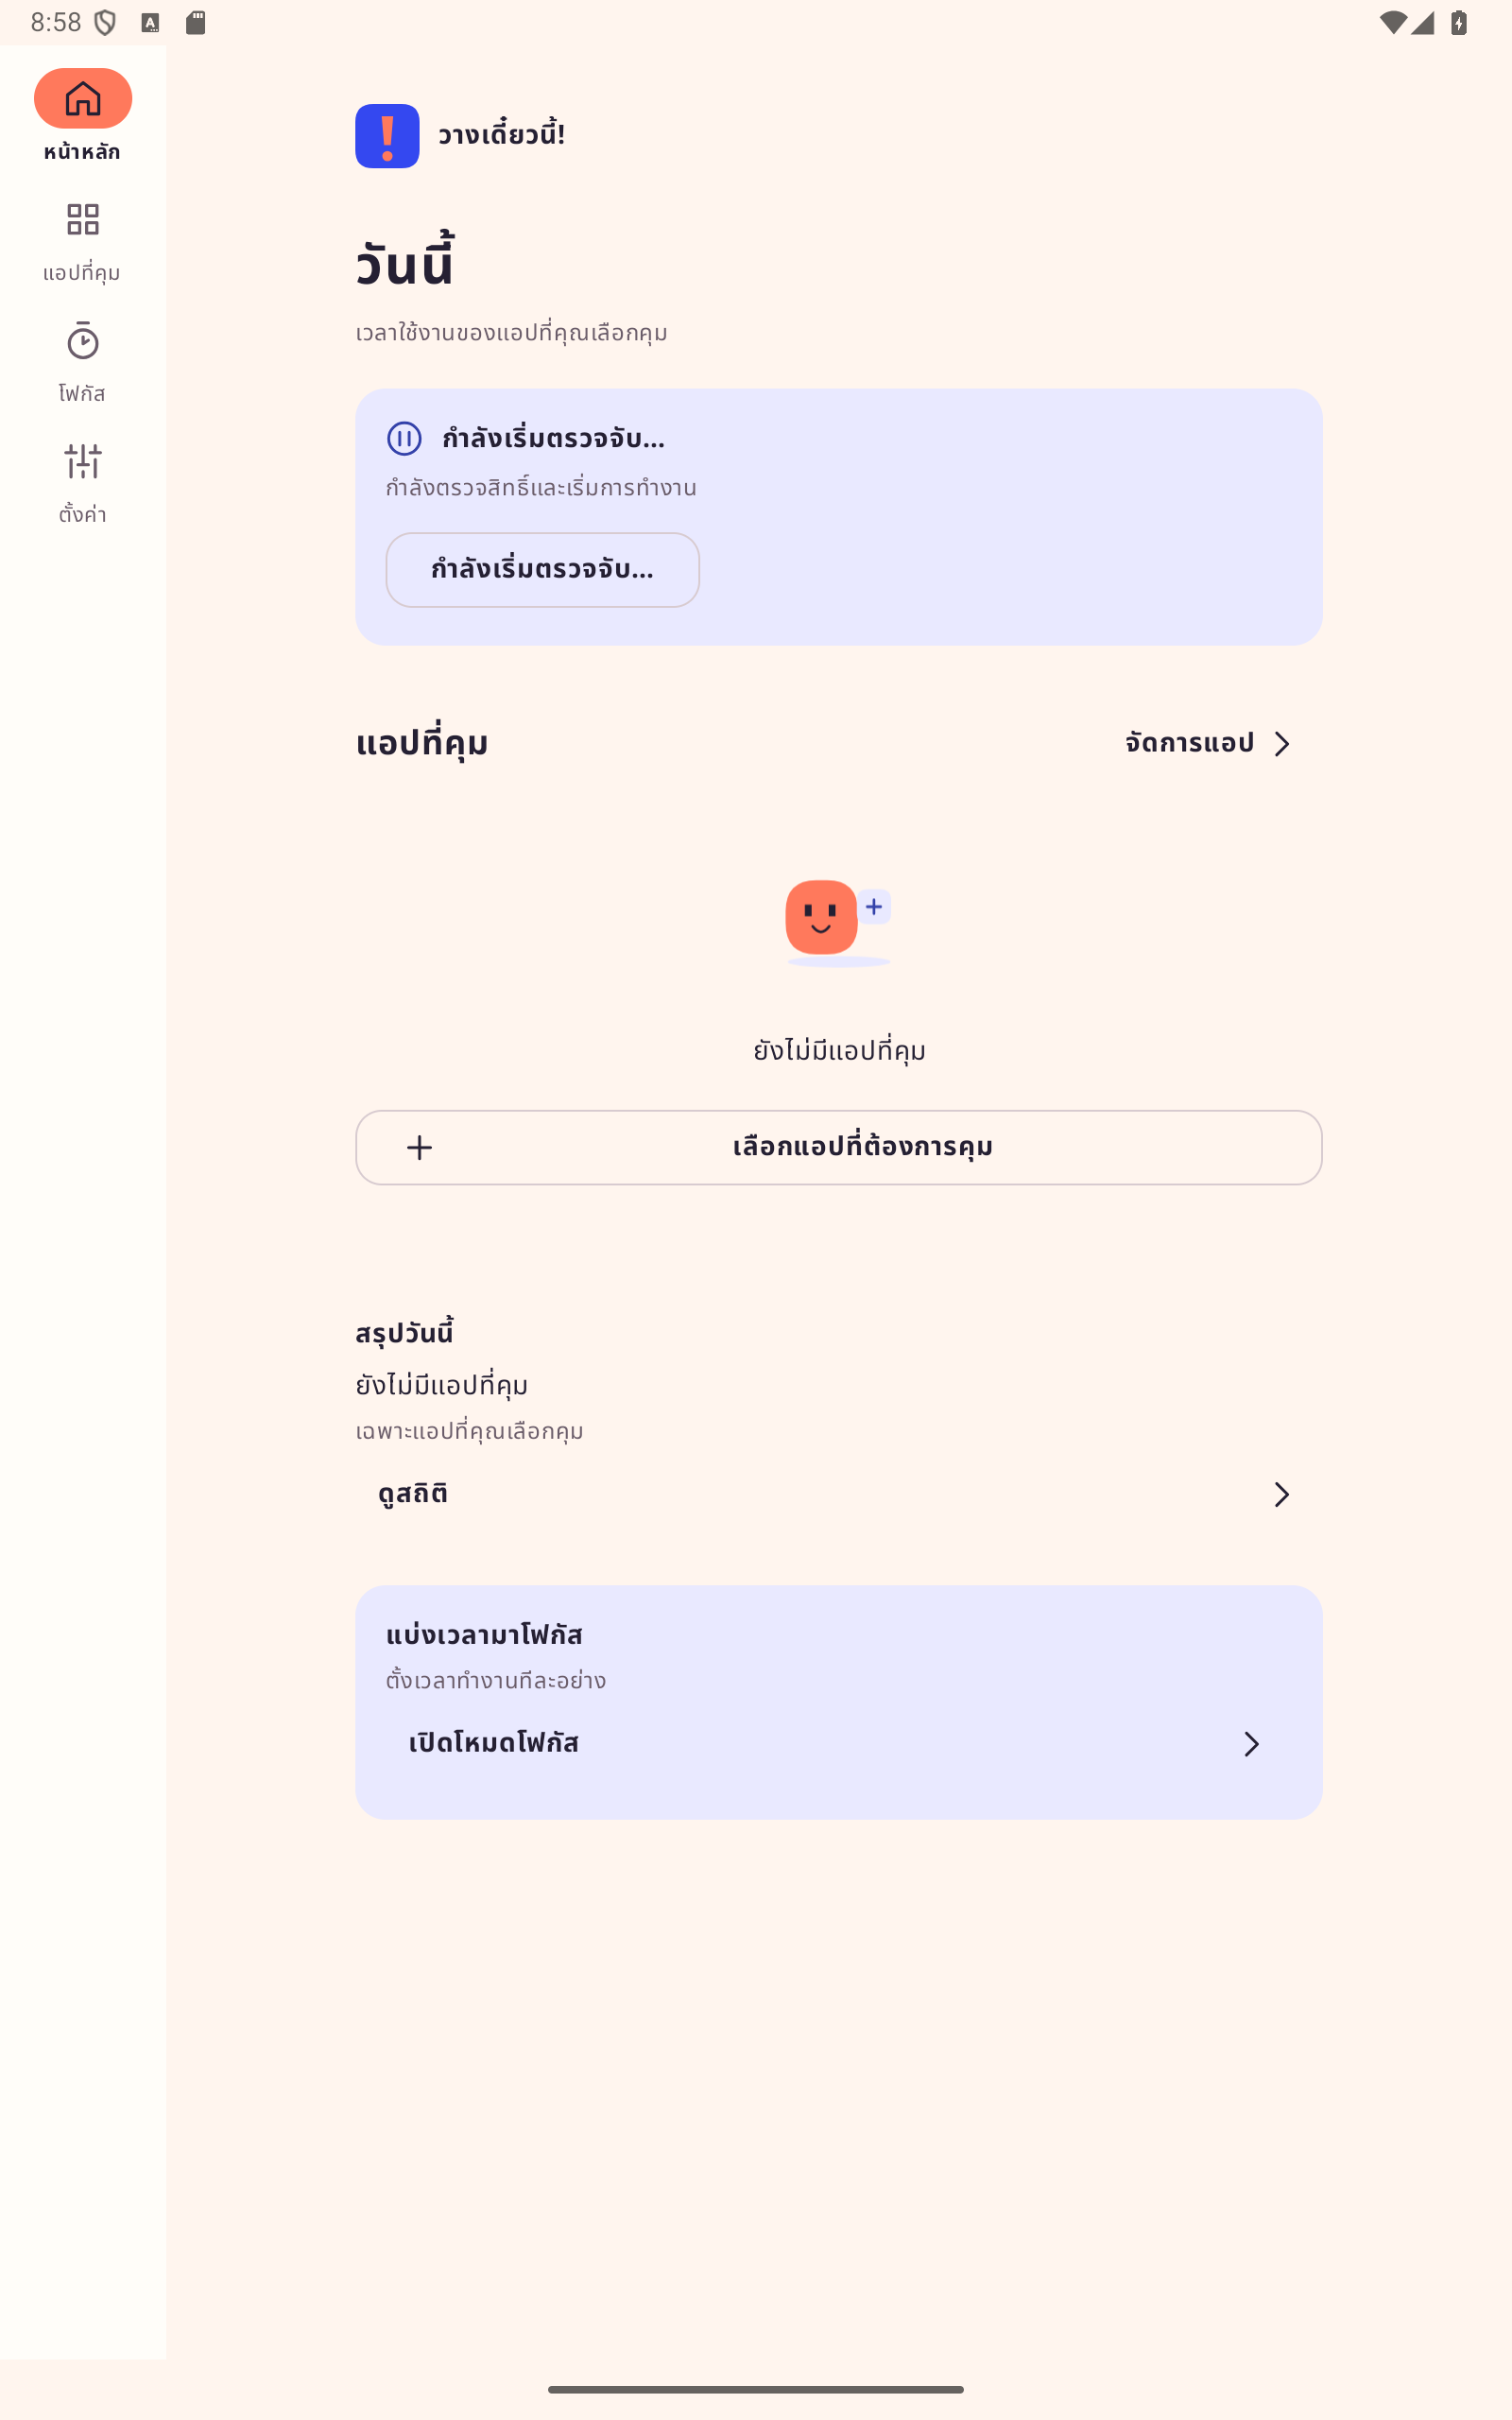 8:58
หน้าหลัก
แอปที่คุม
โฟกัส
ตั้งค่า
วางเดี๋ยวนี้!
วันนี้
เวลาใช้งานของแอปที่คุณเลือกคุม
กำลังเริ่มตรวจจับ...
กำลังตรวจสิทธิ์และเริ่มการทำงาน
กำลังเริ่มตรวจจับ...
แอปที่คุม
จัดการแอป
ยังไม่มีแอปที่คุม
เลือกแอปที่ต้องการคุม
สรุปวันนี้
ยังไม่มีแอปที่คุม
เฉพาะแอปที่คุณเลือกคุม
ดูสถิติ
แบ่งเวลามาโฟกัส
ตั้งเวลาทำงานทีละอย่าง
เปิดโหมดโฟกัส